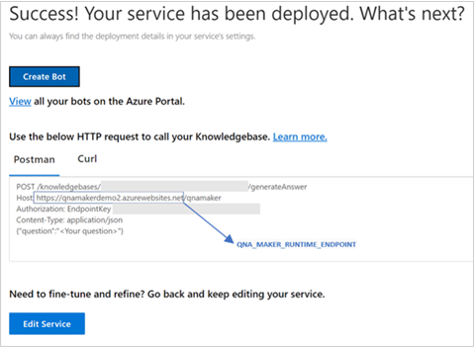 Success! Your service has been deployed. What's next?
You can always find the deployment details in your service's settings.
Create Bot
View all your bots on the Azure Portal.
Use the below HTTP request to call your Knowledgebase. Learn more.
Postman Curl
POST /knowledgebases/ /generateAnswer
Host: https://qnamakerdemo2.azurewebsites.net/qnamaker
Authorization: EndpointKey
Content-Type: application/json
{"question":"<Your question>"}
QNA_MAKER_RUNTIME_ENDPOINT
Need to fine-tune and refine? Go back and keep editing your service.
Edit Service